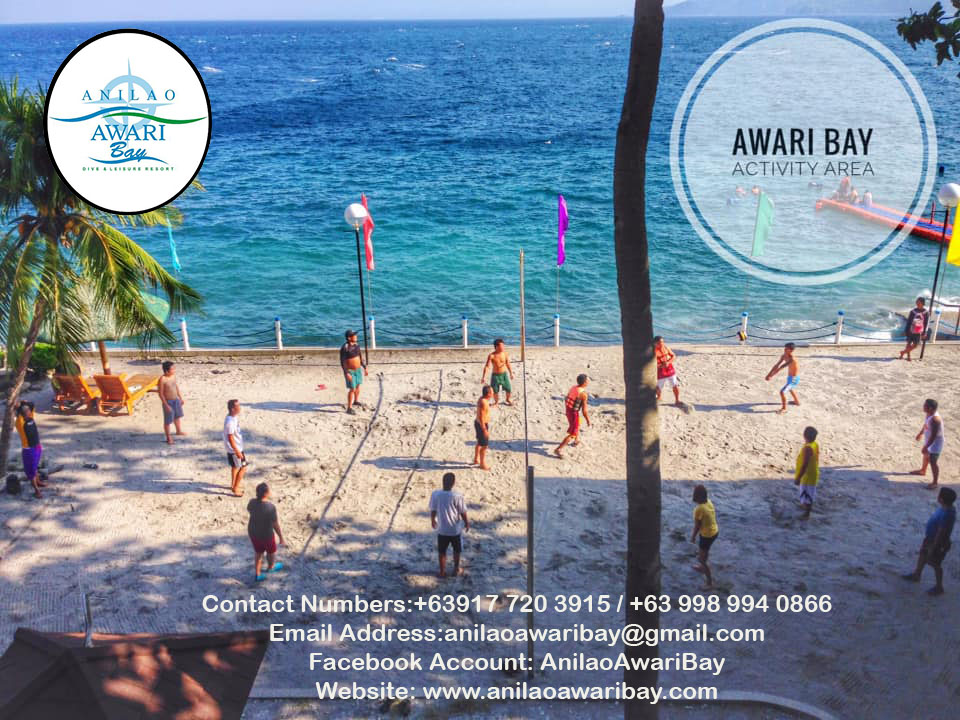 ANILAO
AWARI
Bay
DIVE & LEISURE RESORT
AWARI BAY
ACTIVITY AREA
Contact Numbers:+63917 720 3915 / +63 998 994 0866
Email Address:anilaoawaribay@gmail.com
Facebook Account: AnilaoAwariBay
Website: www.anilaoawaribay.com